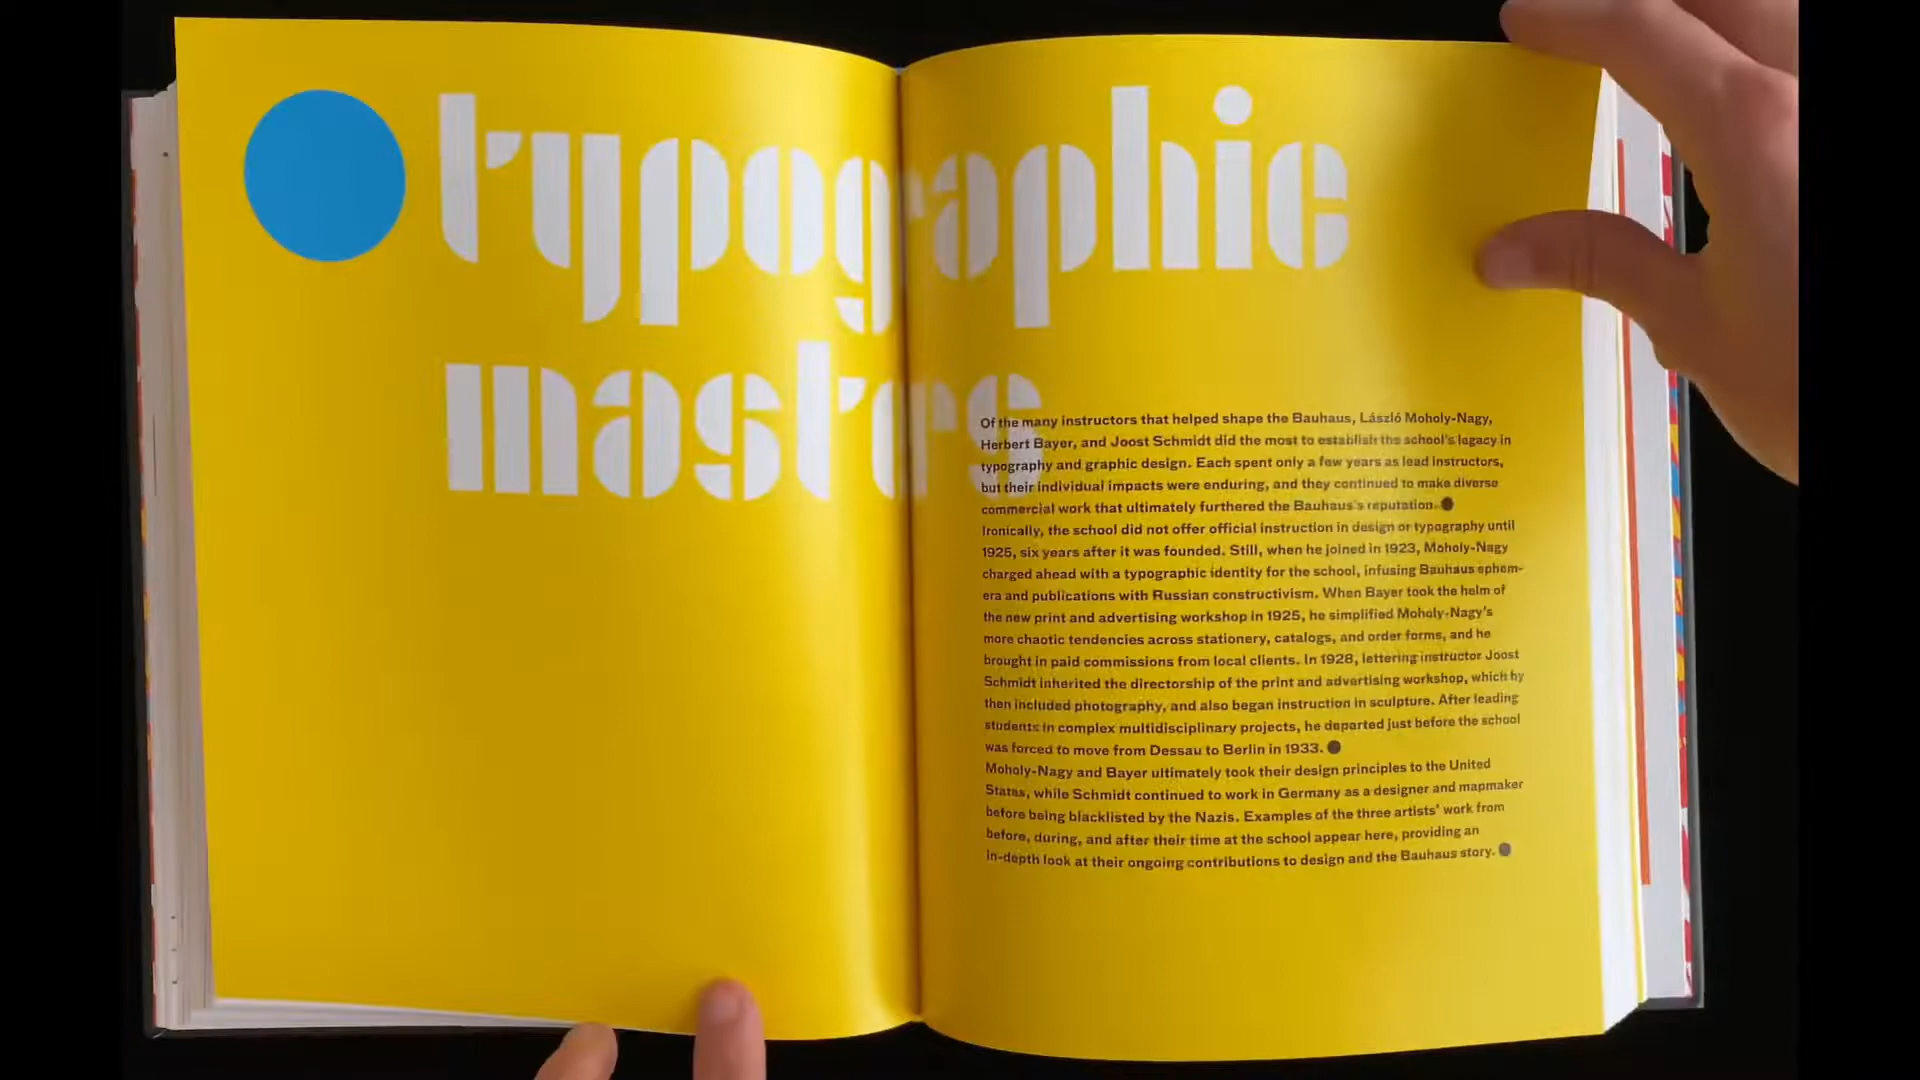 typographic
masters
Of the many instructors that helped shape the Bauhaus, László Moholy-Nagy,
Herbert Bayer, and Joost Schmidt did the most to establish the school's legacy in
typography and graphic design. Each spent only a few years as lead instructors,
but their individual impacts were enduring, and they continued to make diverse
commercial work that ultimately furthered the Bauhaus's reputation.
Ironically, the school did not offer official instruction in design or typography until
1925, six years after it was founded. Still, when he joined in 1923, Moholy-Nagy
charged ahead with a typographic identity for the school, infusing Bauhaus ephem-
era and publications with Russian constructivism. When Bayer took the helm of
the new print and advertising workshop in 1925, he simplified Moholy-Nagy's
more chaotic tendencies across stationery, catalogs, and order forms, and he
brought in paid commissions from local clients. In 1928, lettering instructor Joost
Schmidt inherited the directorship of the print and advertising workshop, which by
then included photography, and also began instruction in sculpture. After leading
students in complex multidisciplinary projects, he departed just before the school
was forced to move from Dessau to Berlin in 1933.
Moholy-Nagy and Bayer ultimately took their design principles to the United
States, while Schmidt continued to work in Germany as a designer and mapmaker
before being blacklisted by the Nazis. Examples of the three artists' work from
before, during, and after their time at the school appear here, providing an
in-depth look at their ongoing contributions to design and the Bauhaus story.